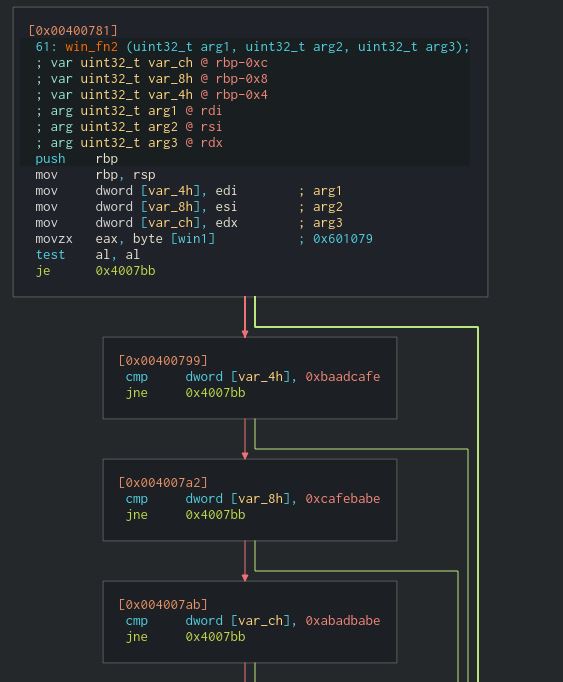 [0x00400781]
61: win_fn2 (uint32_t arg1, uint32_t arg2, uint32_t arg3);
; var uint32_t var_ch @ rbp-0xc
; var uint32_t var_8h @ rbp-0x8
; var uint32_t var_4h @ rbp-0x4
; arg uint32_t arg1 @ rdi
; arg uint32_t arg2 @ rsi
; arg uint32_t arg3 @ rdx
push rbp
mov rbp, rsp
mov dword [var_4h], edi ; arg1
mov dword [var_8h], esi ; arg2
mov dword [var_ch], edx ; arg3
movzx eax, byte [win1] ; 0x601079
test al, al
je 0x4007bb
[0x00400799]
cmp dword [var_4h], 0xbaadcafe
jne 0x4007bb
[0x004007a2]
cmp dword [var_8h], 0xcafebabe
jne 0x4007bb
[0x004007ab]
cmp dword [var_ch], 0xabadbabe
jne 0x4007bb